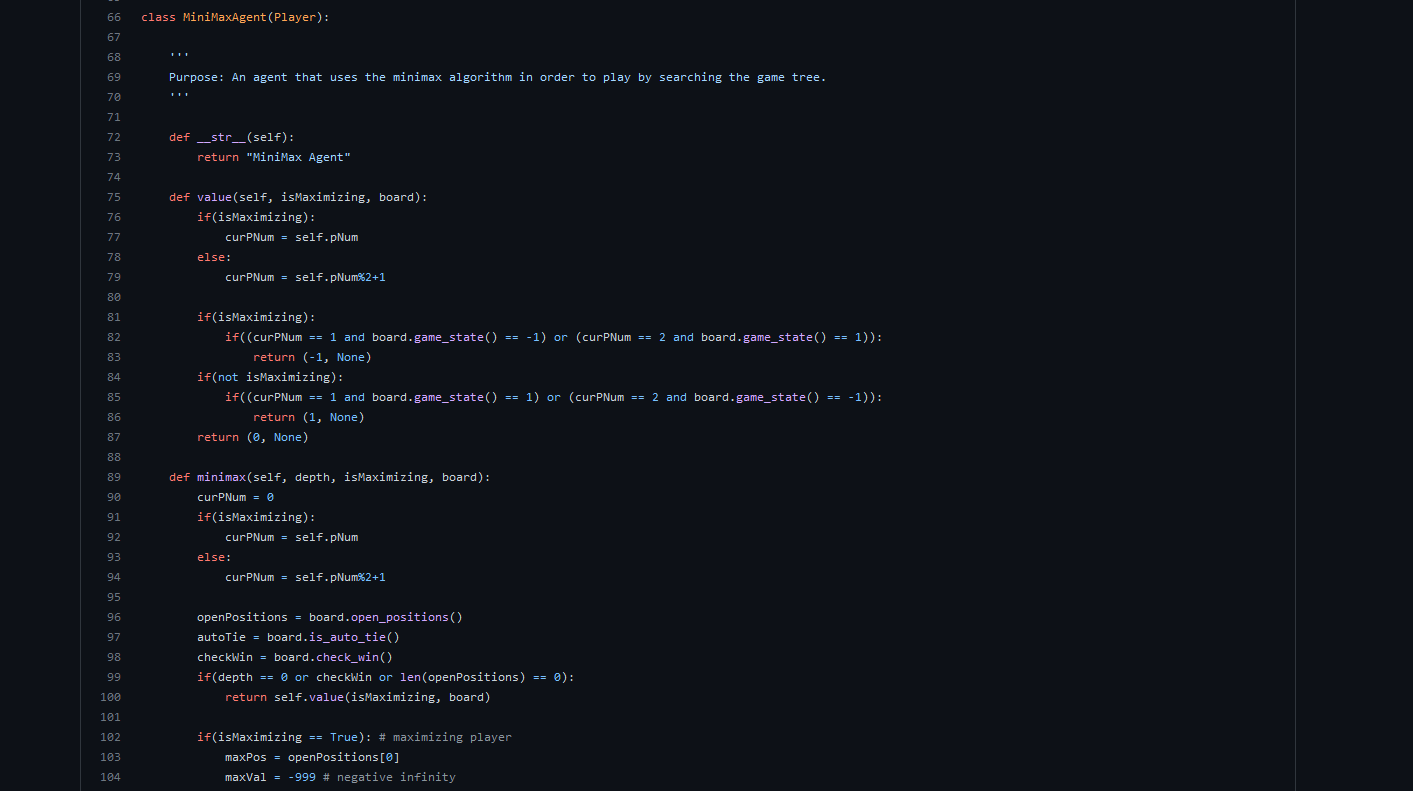 66 class MiniMaxAgent(Player):
67
68     '''
69     Purpose: An agent that uses the minimax algorithm in order to play by searching the game tree.
70     '''
71
72     def __str__(self):
73         return "MiniMax Agent"
74
75     def value(self, isMaximizing, board):
76         if(isMaximizing):
77             curPNum = self.pNum
78         else:
79             curPNum = self.pNum%2+1
80
81         if(isMaximizing):
82             if((curPNum == 1 and board.game_state() == -1) or (curPNum == 2 and board.game_state() == 1)):
83                 return (-1, None)
84         if(not isMaximizing):
85             if((curPNum == 1 and board.game_state() == 1) or (curPNum == 2 and board.game_state() == -1)):
86                 return (1, None)
87         return (0, None)
88
89     def minimax(self, depth, isMaximizing, board):
90         curPNum = 0
91         if(isMaximizing):
92             curPNum = self.pNum
93         else:
94             curPNum = self.pNum%2+1
95
96         openPositions = board.open_positions()
97         autoTie = board.is_auto_tie()
98         checkWin = board.check_win()
99         if(depth == 0 or checkWin or len(openPositions) == 0):
100             return self.value(isMaximizing, board)
101
102         if(isMaximizing == True): # maximizing player
103             maxPos = openPositions[0]
104             maxVal = -999 # negative infinity